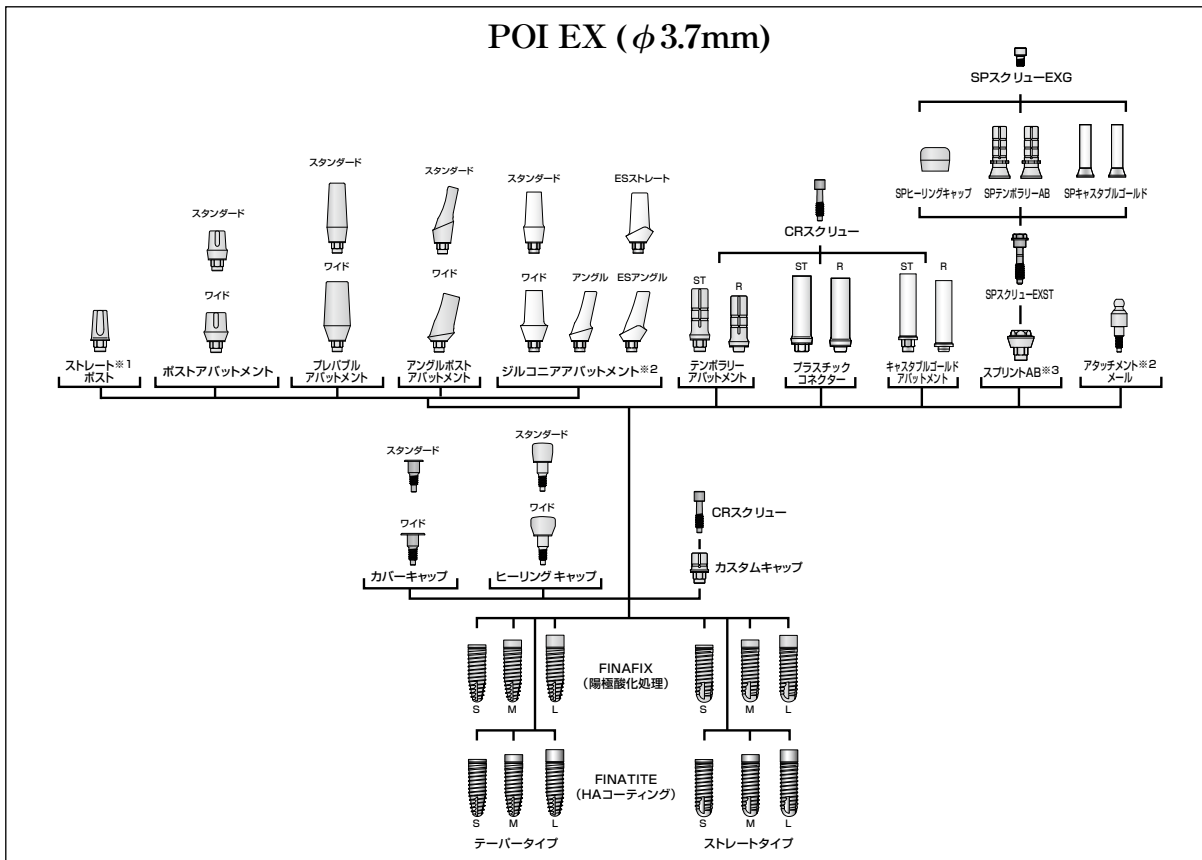 POI EX (φ3.7mm)
SPスクリューEXG
SPヒーリングキャップ
SPテンポラリーAB
SPキャスタブルゴールド
スタンダード
スタンダード
スタンダード
スタンダード
ESストレート
CRスクリュー
ワイド
ワイド
ワイド
ワイド
アングル
ESアングル
ST
R
ST
R
ST
R
SPスクリューEXST
ストレート※1
ポスト
ポストアバットメント
プレパブル
アバットメント
アングルポスト
アバットメント
ジルコニアアバットメント※2
テンポラリー
アバットメント
プラスチック
コネクター
キャスタブルゴールド
アバットメント
スプリントAB※3
アタッチメント※2
メール
スタンダード
スタンダード
ワイド
ワイド
CRスクリュー
カバーキャップ
ヒーリングキャップ
カスタムキャップ
S
M
L
FINAFIX
(陽極酸化処理)
S
M
L
S
M
L
FINATITE
(HAコーティング)
S
M
L
テーパータイプ
ストレートタイプ